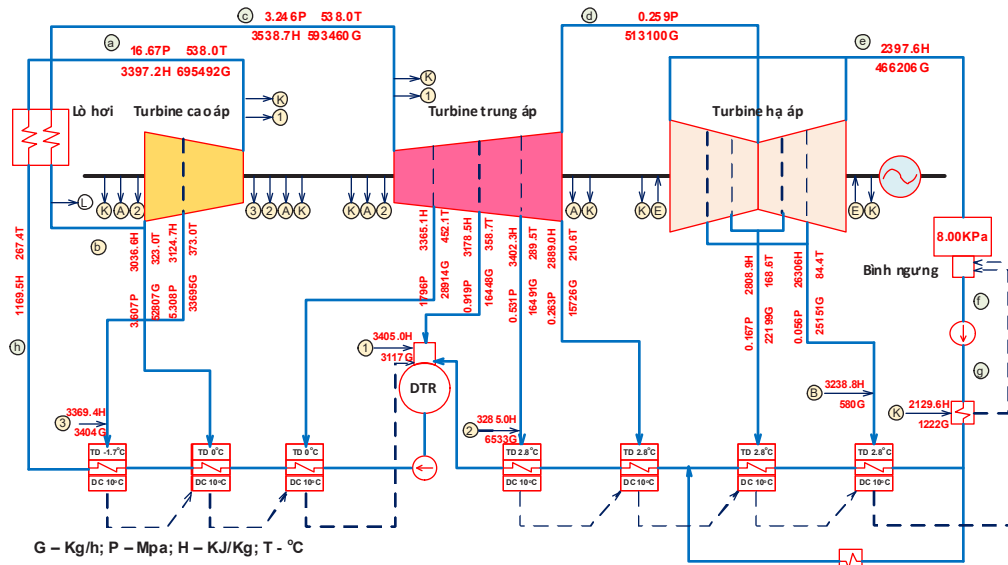 c
3.246P 538.0T
3538.7H 593460G
d
0.259P
513100G
a
16.67P 538.0T
3397.2H 695492G
e
2397.6H
466206G
K
1
K
1
Lò hơi
Turbine cao áp
Turbine trung áp
Turbine hạ áp
L
K A 2
3 2 A K
K A 2
A K
K E
E K
b
267.4T
1169.5H
h
3036.6H
323.0T
3124.7H
373.0T
3.607P
52807G
5.308P
33695G
3365.1H
452.1T
3178.5H
358.7T
3402.3H
289.5T
2889.0H
210.6T
1796P
28914G
0.919P
16448G
0.531P
16491G
0.263P
15726G
2808.9H
168.6T
26306H
84.4T
0.167P
22199G
0.056P
25151G
8.00KPa
Bình ngưng
f
g
1
3405.0H
3117G
DTR
3
3369.4H
3404G
2
3285.0H
6533G
B
3238.8H
580G
K
2129.6H
1222G
TD -1.7°C
DC 10°C
TD 0°C
DC 10°C
TD 0°C
DC 10°C
TD 2.8°C
DC 10°C
TD 2.8°C
DC 10°C
TD 2.8°C
DC 10°C
TD 2.8°C
DC 10°C
G – Kg/h; P – Mpa; H – KJ/Kg; T - °C